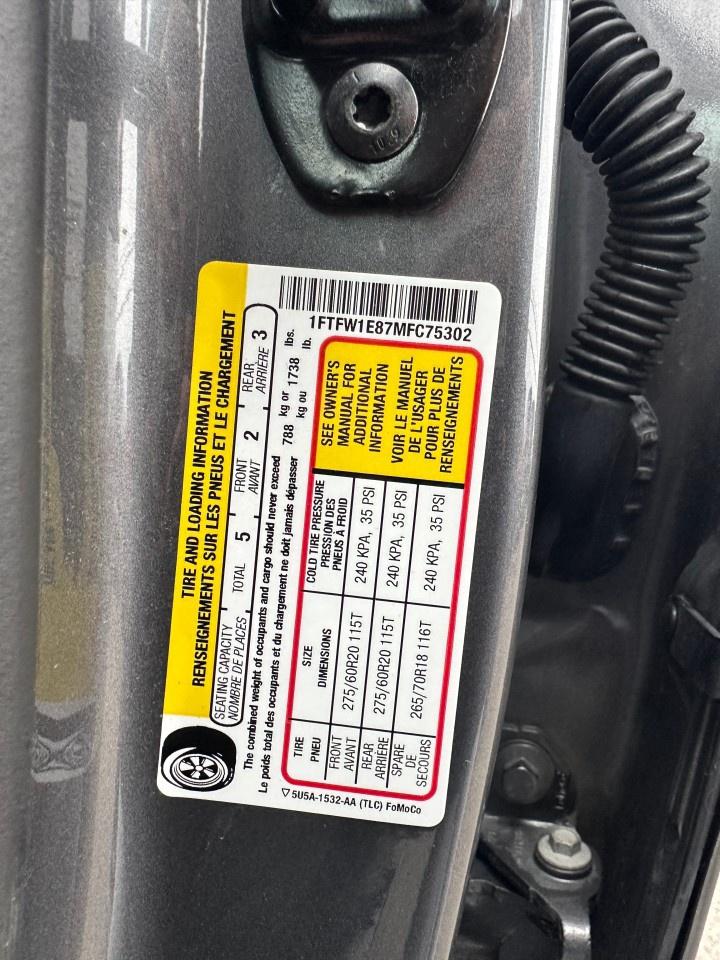 TIRE AND LOADING INFORMATION
RENSEIGNEMENTS SUR LES PNEUS ET LE CHARGEMENT
SEATING CAPACITY
NOMBRE DE PLACES
TOTAL 5
FRONT
AVANT 2
REAR
ARRIÈRE 3
The combined weight of occupants and cargo should never exceed 788 kg or 1738 lbs.
Le poids total des occupants et du chargement ne doit jamais dépasser kg ou lb.
1FTFW1E87MFC75302
TIRE
PNEU
SIZE
DIMENSIONS
COLD TIRE PRESSURE
PRESSION DES
PNEUS À FROID
FRONT
AVANT
275/60R20 115T
240 KPA, 35 PSI
REAR
ARRIÈRE
275/60R20 115T
240 KPA, 35 PSI
SPARE
DE
SECOURS
265/70R18 116T
240 KPA, 35 PSI
SEE OWNER'S
MANUAL FOR
ADDITIONAL
INFORMATION
VOIR LE MANUEL
DE L'USAGER
POUR PLUS DE
RENSEIGNEMENTS
5U5A-1532-AA (TLC) FoMoCo